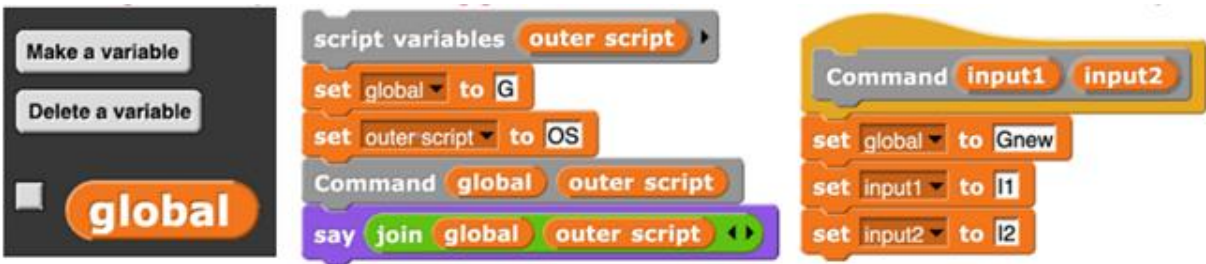 Make a variable
Delete a variable
global
script variables outer script
set global to G
set outer script to OS
Command global outer script
say join global outer script
Command input1 input2
set global to Gnew
set input1 to I1
set input2 to I2